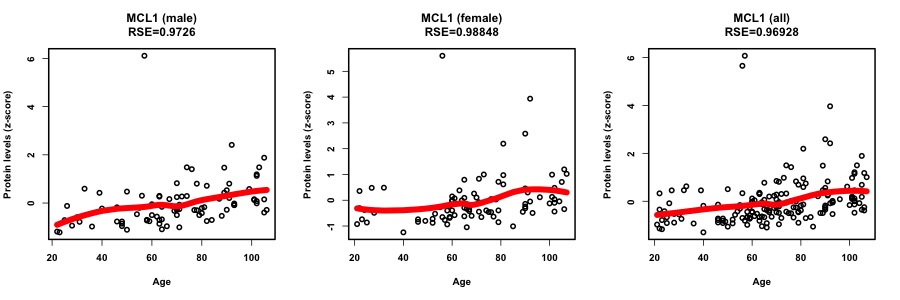 MCL1 (male)
RSE=0.9726
Protein levels (z-score)
6
4
2
0
20 40 60 80 100
Age
MCL1 (female)
RSE=0.98848
Protein levels (z-score)
5
4
3
2
1
0
-1
20 40 60 80 100
Age
MCL1 (all)
RSE=0.96928
Protein levels (z-score)
6
4
2
0
20 40 60 80 100
Age